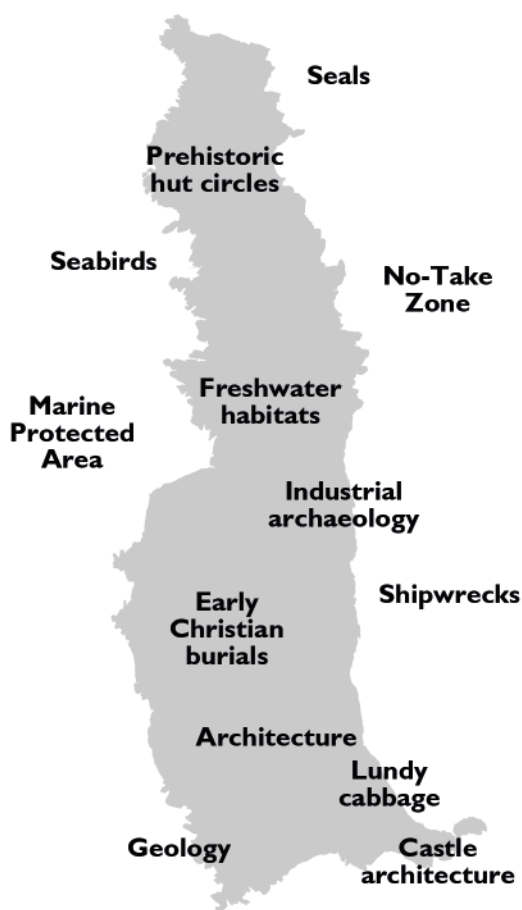 Seals
Prehistoric
hut circles
Seabirds
No-Take
Zone
Freshwater
habitats
Marine
Protected
Area
Industrial
archaeology
Shipwrecks
Early
Christian
burials
Architecture
Lundy
cabbage
Geology
Castle
architecture